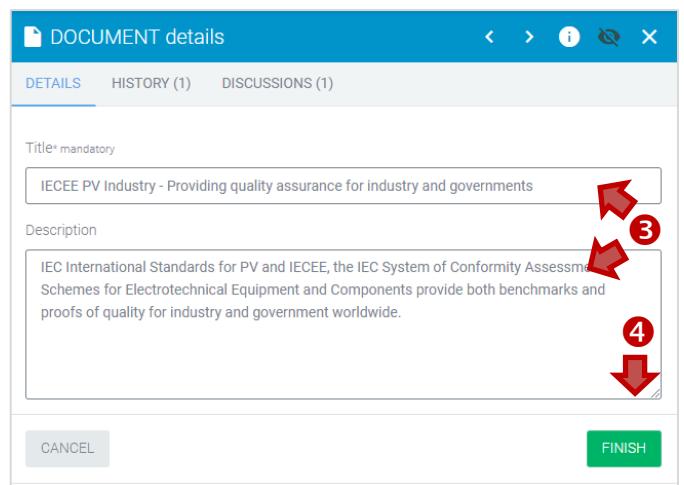 DOCUMENT details
DETAILS HISTORY (1) DISCUSSIONS (1)
Title* mandatory
IECEE PV Industry - Providing quality assurance for industry and governments
3
Description
IEC International Standards for PV and IECEE, the IEC System of Conformity
Schemes for Electrotechnical Equipment and Components provide both benchmarks and
proofs of quality for industry and government worldwide.
4
CANCEL FINISH